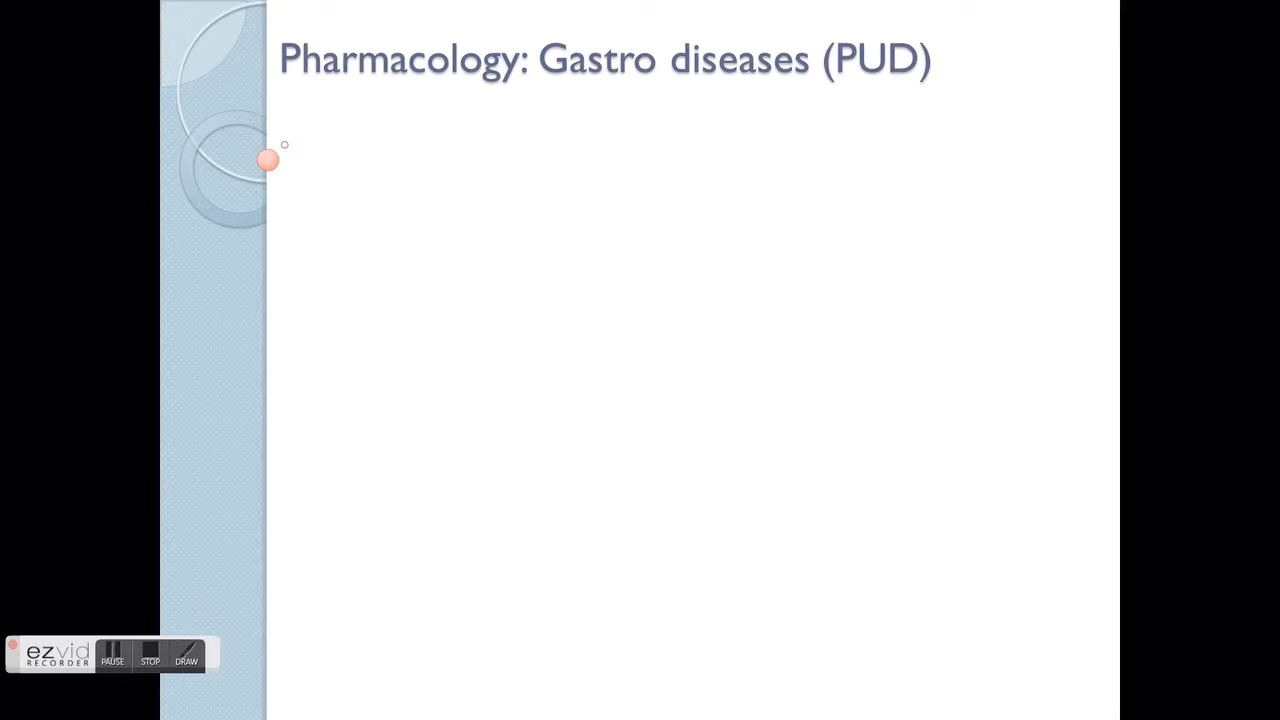 Pharmacology: Gastro diseases (PUD)
ezvid
RECORDER
PAUSE
STOP
DRAW